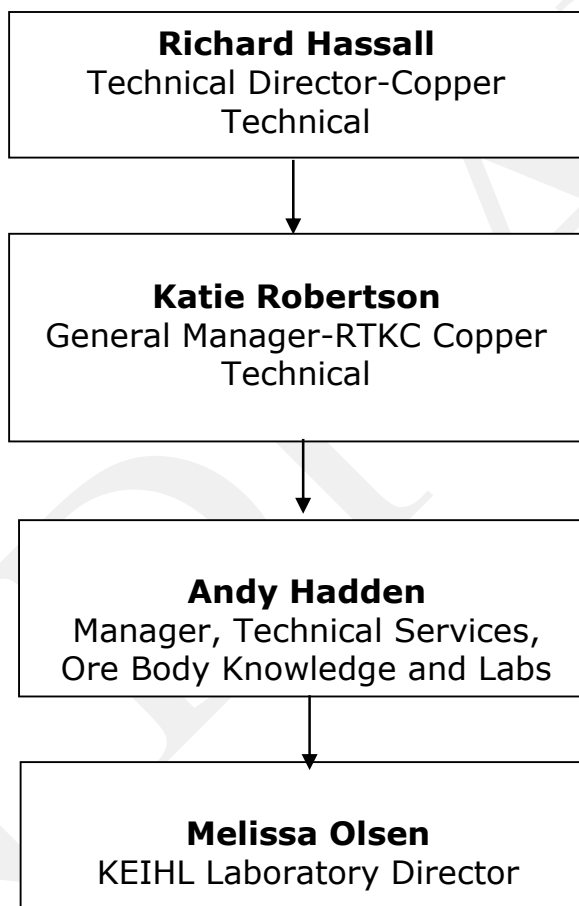 Richard Hassall
Technical Director-Copper
Technical
Katie Robertson
General Manager-RTKC Copper
Technical
Andy Hadden
Manager, Technical Services,
Ore Body Knowledge and Labs
Melissa Olsen
KEIHL Laboratory Director